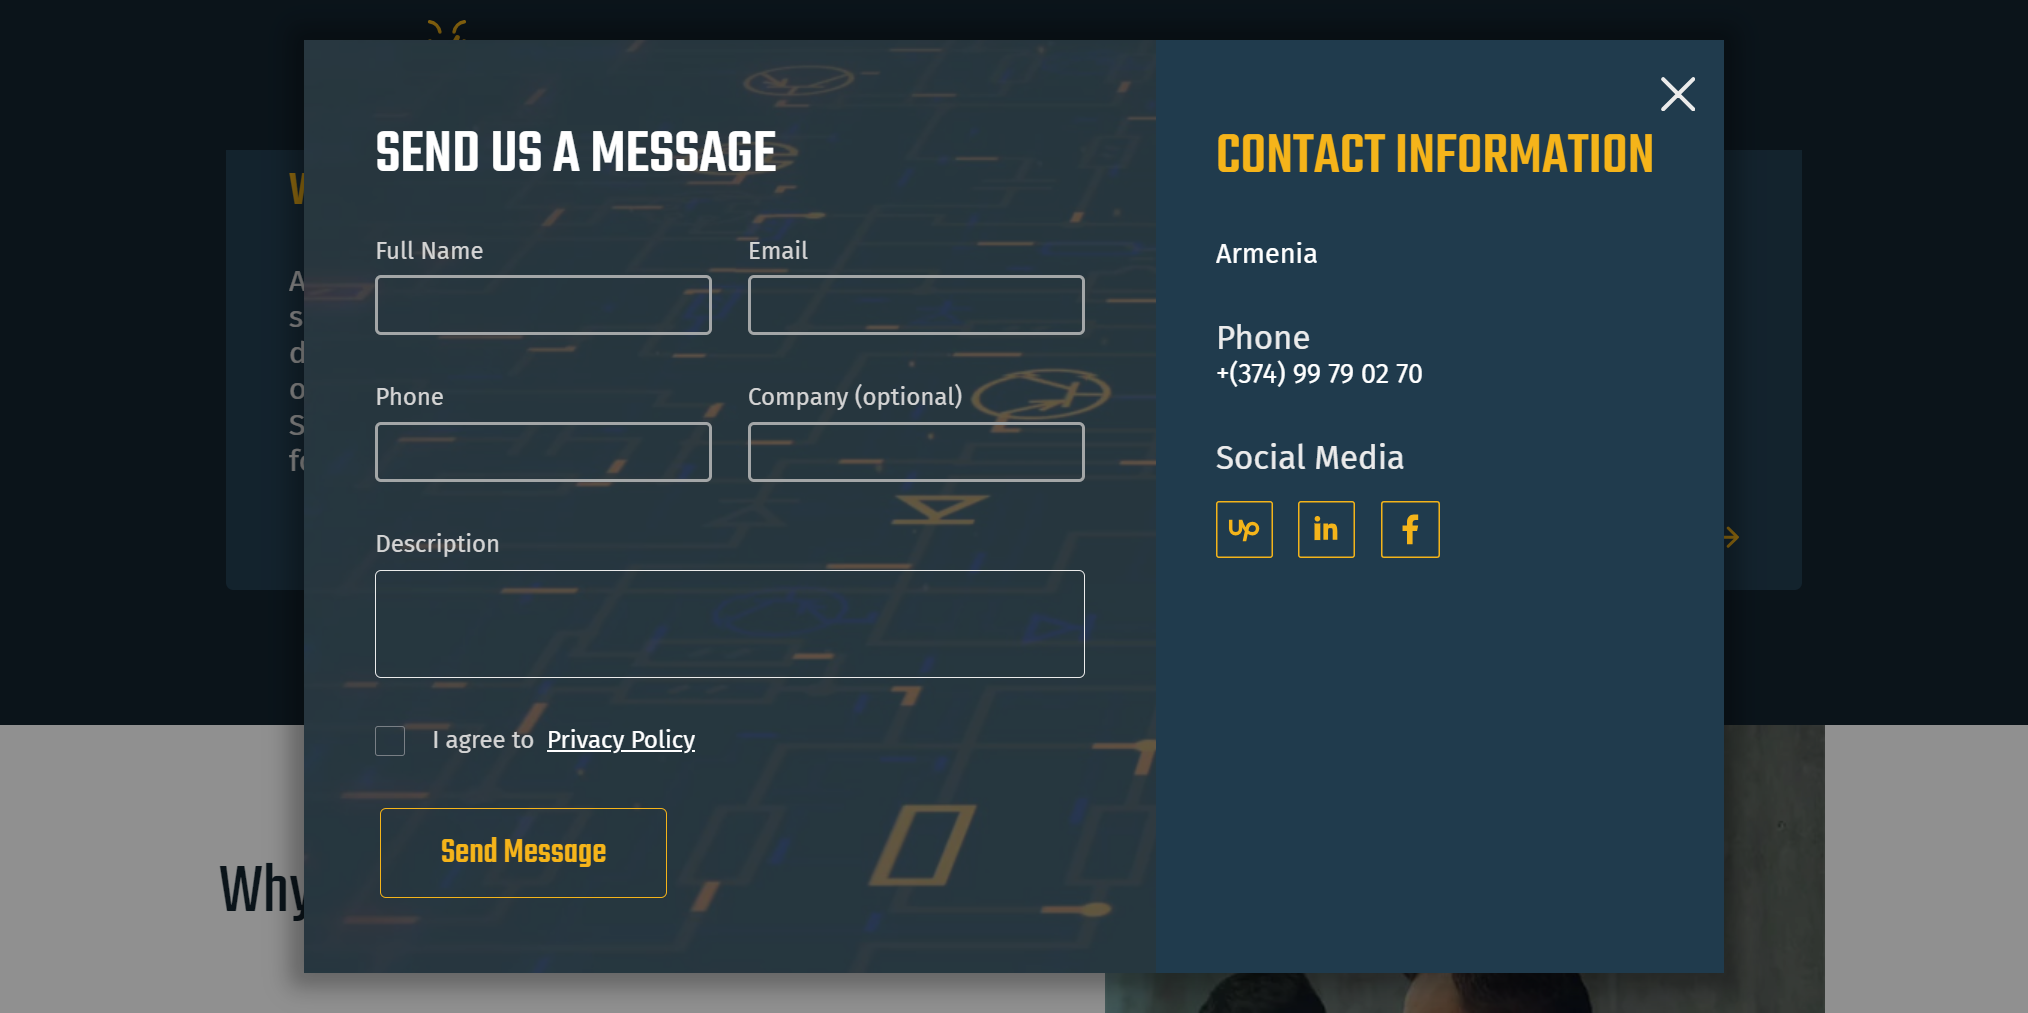 SEND US A MESSAGE
Full Name
Email
Phone
Company (optional)
Description
I agree to Privacy Policy
Send Message
CONTACT INFORMATION
Armenia
Phone
+(374) 99 79 02 70
Social Media
up
in
f
Why